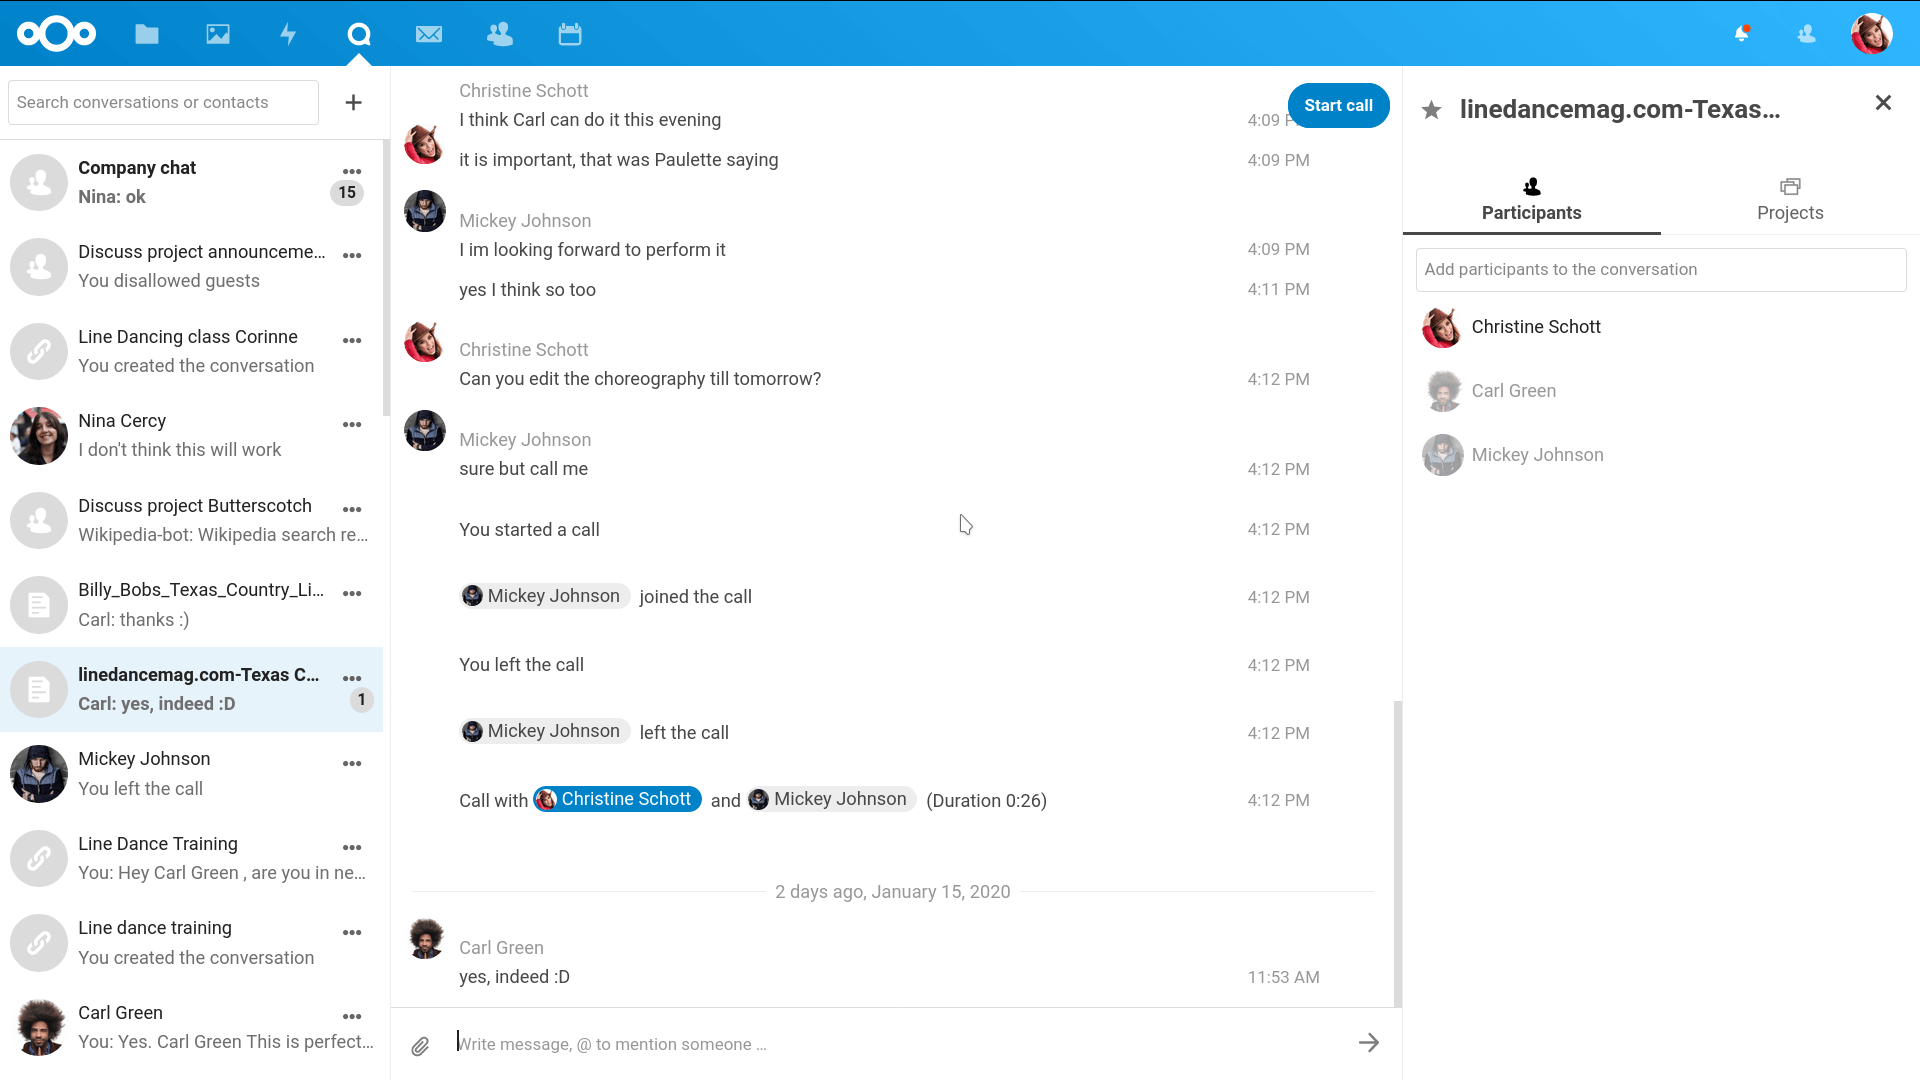 Search conversations or contacts
Company chat
Nina: ok
15
Discuss project announceme...
You disallowed guests
Line Dancing class Corinne
You created the conversation
Nina Cercy
I don't think this will work
Discuss project Butterscotch
Wikipedia-bot: Wikipedia search re...
Billy_Bobs_Texas_Country_Li...
Carl: thanks :)
linedancemag.com-Texas C...
Carl: yes, indeed :D
1
Mickey Johnson
You left the call
Line Dance Training
You: Hey Carl Green , are you in ne...
Line dance training
You created the conversation
Carl Green
You: Yes. Carl Green This is perfect...
Christine Schott
I think Carl can do it this evening 4:09
Start call
it is important, that was Paulette saying 4:09 PM
Mickey Johnson
I im looking forward to perform it 4:09 PM
yes I think so too 4:11 PM
Christine Schott
Can you edit the choreography till tomorrow? 4:12 PM
Mickey Johnson
sure but call me 4:12 PM
You started a call 4:12 PM
Mickey Johnson joined the call 4:12 PM
You left the call 4:12 PM
Mickey Johnson left the call 4:12 PM
Call with Christine Schott and Mickey Johnson (Duration 0:26) 4:12 PM
2 days ago, January 15, 2020
Carl Green
yes, indeed :D 11:53 AM
Write message, @ to mention someone ...
linedancemag.com-Texas...
Participants
Projects
Add participants to the conversation
Christine Schott
Carl Green
Mickey Johnson